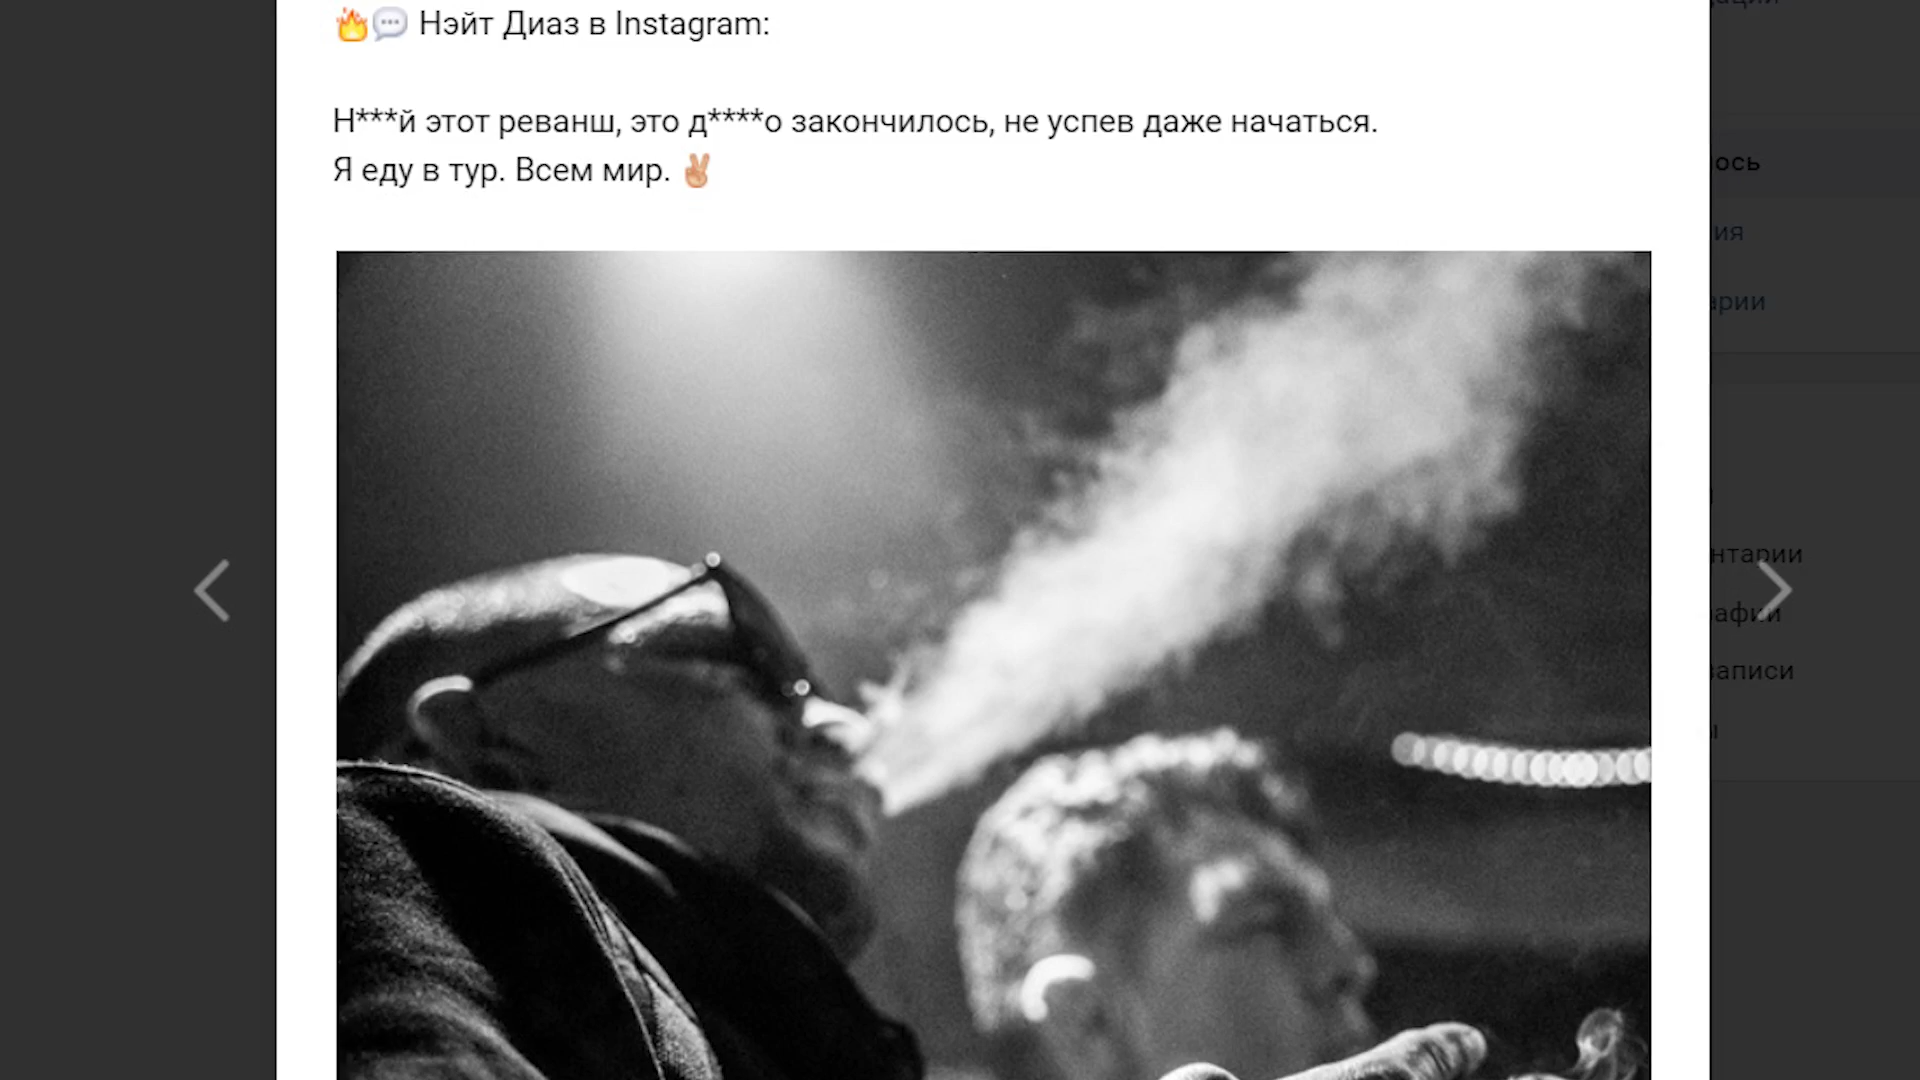 🔥💬 Нэйт Диаз в Instagram:
Н***й этот реванш, это д****о закончилось, не успев даже начаться.
Я еду в тур. Всем мир. ✌🏼